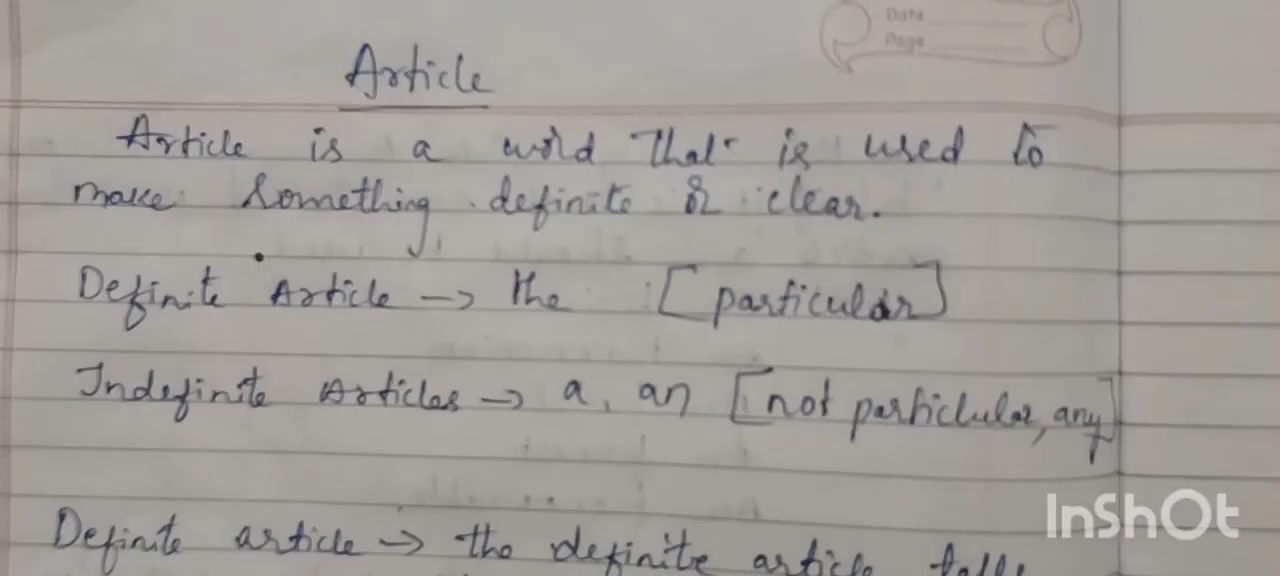 Date
Page
Article
Article is a word that is used to
make something definite & clear.
Definite Article → the [particular]
Indefinite Articles → a, an [not particlular, any]
Definite article → the definite article
InShOt